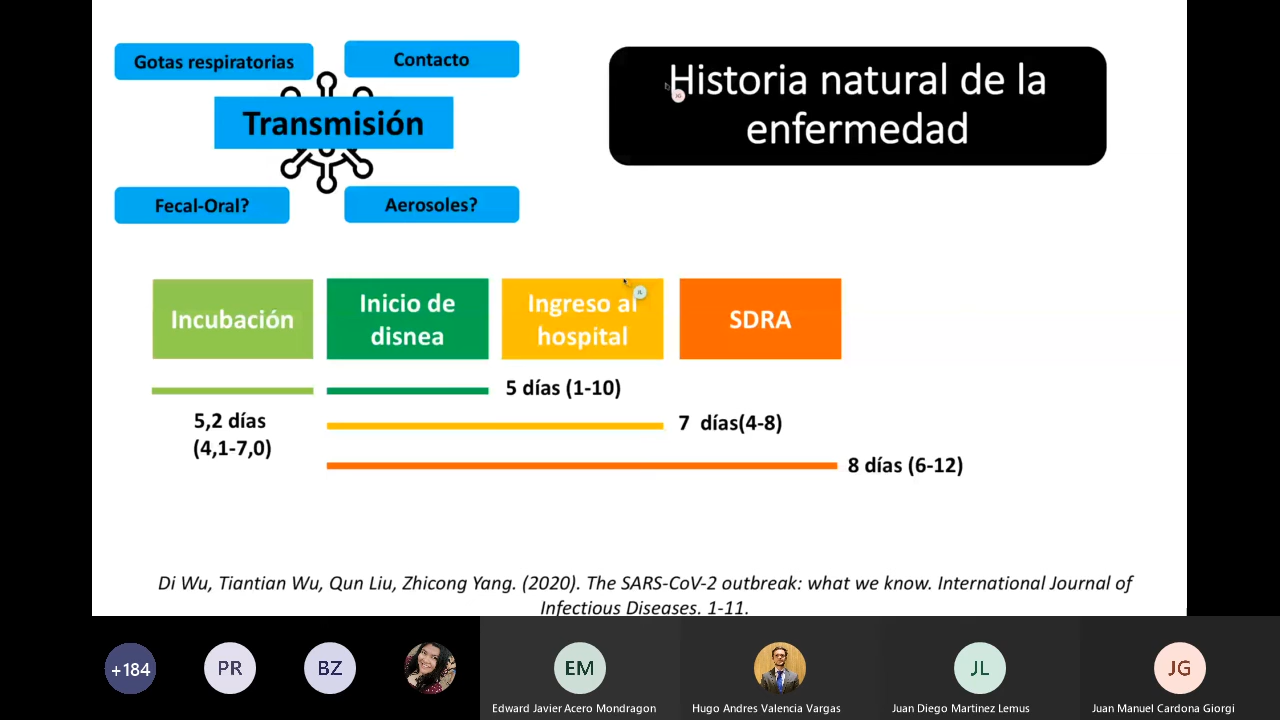 Gotas respiratorias
Contacto
Transmisión
Fecal-Oral?
Aerosoles?
Historia natural de la
enfermedad
JG
Incubación
Inicio de
disnea
Ingreso al
hospital
JL
SDRA
5 días (1-10)
5,2 días
(4,1-7,0)
7 días(4-8)
8 días (6-12)
Di Wu, Tiantian Wu, Qun Liu, Zhicong Yang. (2020). The SARS-CoV-2 outbreak: what we know. International Journal of
Infectious Diseases. 1-11.
+184
PR
BZ
EM
JL
JG
Edward Javier Acero Mondragon
Hugo Andres Valencia Vargas
Juan Diego Martinez Lemus
Juan Manuel Cardona Giorgi